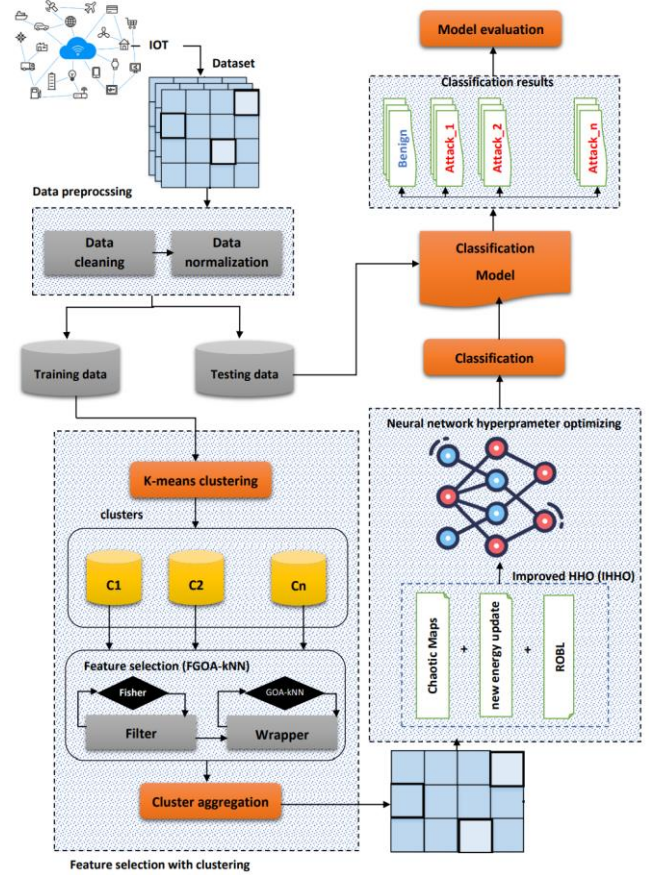 IOT
Dataset
Data preprocssing
Data
cleaning
Data
normalization
Training data
Testing data
K-means clustering
clusters
C1
C2
Cn
Feature selection (FGOA-kNN)
Fisher
GOA-kNN
Filter
Wrapper
Cluster aggregation
Feature selection with clustering
Model evaluation
Classification results
Benign
Attack_1
Attack_2
Attack_n
Classification
Model
Classification
Neural network hyperprameter optimizing
Improved HHO (IHHO)
Chaotic Maps
+
new energy update
+
ROBL